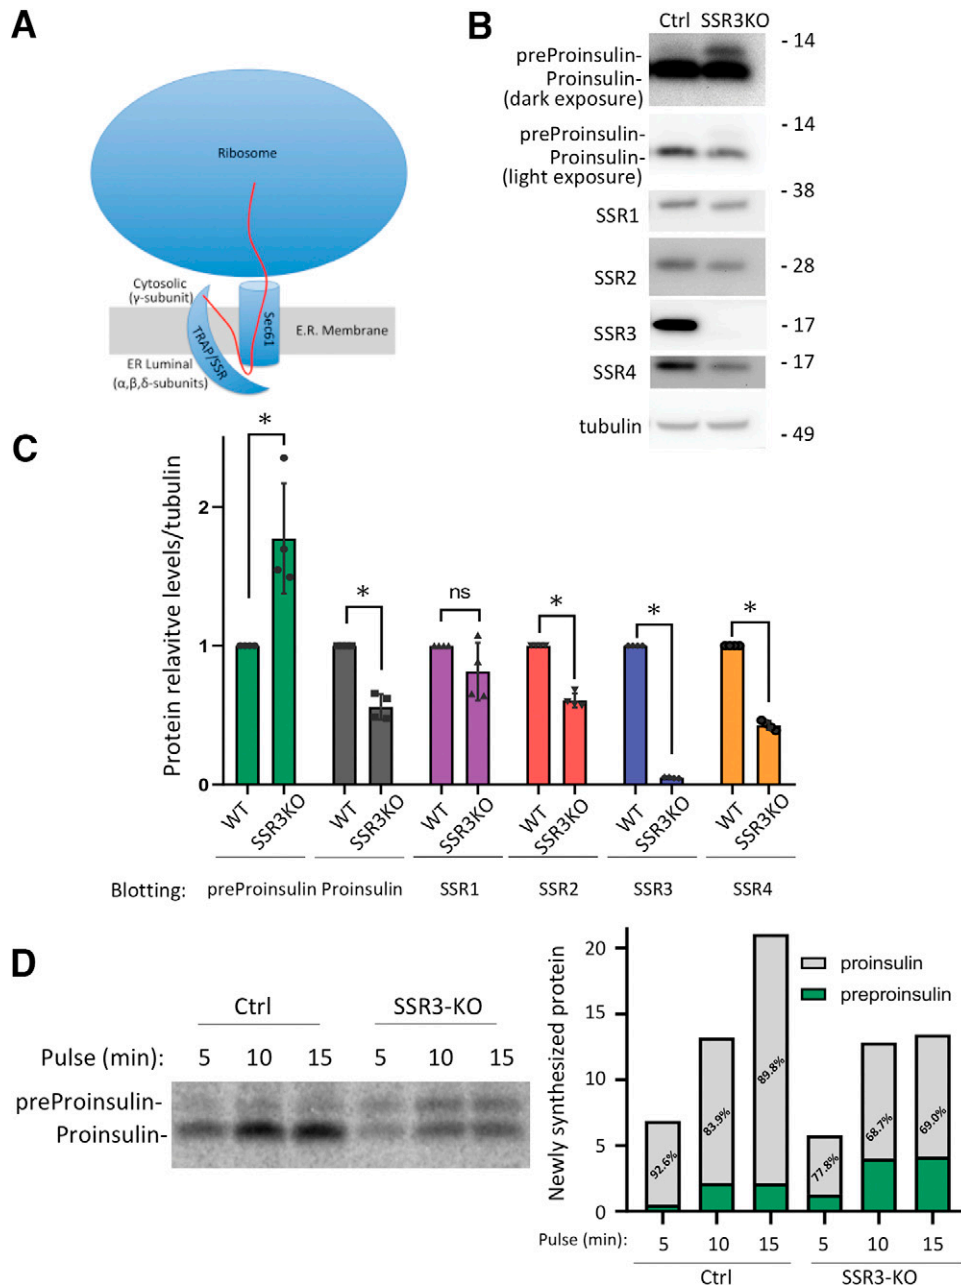 A
Ribosome
Cytosolic
(γ-subunit)
TRAP/SSR
Sec61
E.R. Membrane
ER Luminal
(α,β,δ-subunits)
B
Ctrl SSR3KO
preProinsulin-
Proinsulin-
(dark exposure)
- 14
preProinsulin-
Proinsulin-
(light exposure)
- 14
- 38
SSR1
SSR2
- 28
SSR3
- 17
SSR4
- 17
tubulin
- 49
C
Protein relavitve levels/tubulin
2
1
0
*
*
ns
*
*
*
WT SSR3KO WT SSR3KO WT SSR3KO WT SSR3KO WT SSR3KO WT SSR3KO
Blotting: preProinsulin Proinsulin SSR1 SSR2 SSR3 SSR4
D
Ctrl SSR3-KO
Pulse (min): 5 10 15 5 10 15
preProinsulin-
Proinsulin-
Newly synthesized protein
20
15
10
5
0
proinsulin
preproinsulin
92.6% 83.9% 89.8% 77.8% 68.7% 69.0%
Pulse (min): 5 10 15 5 10 15
Ctrl SSR3-KO